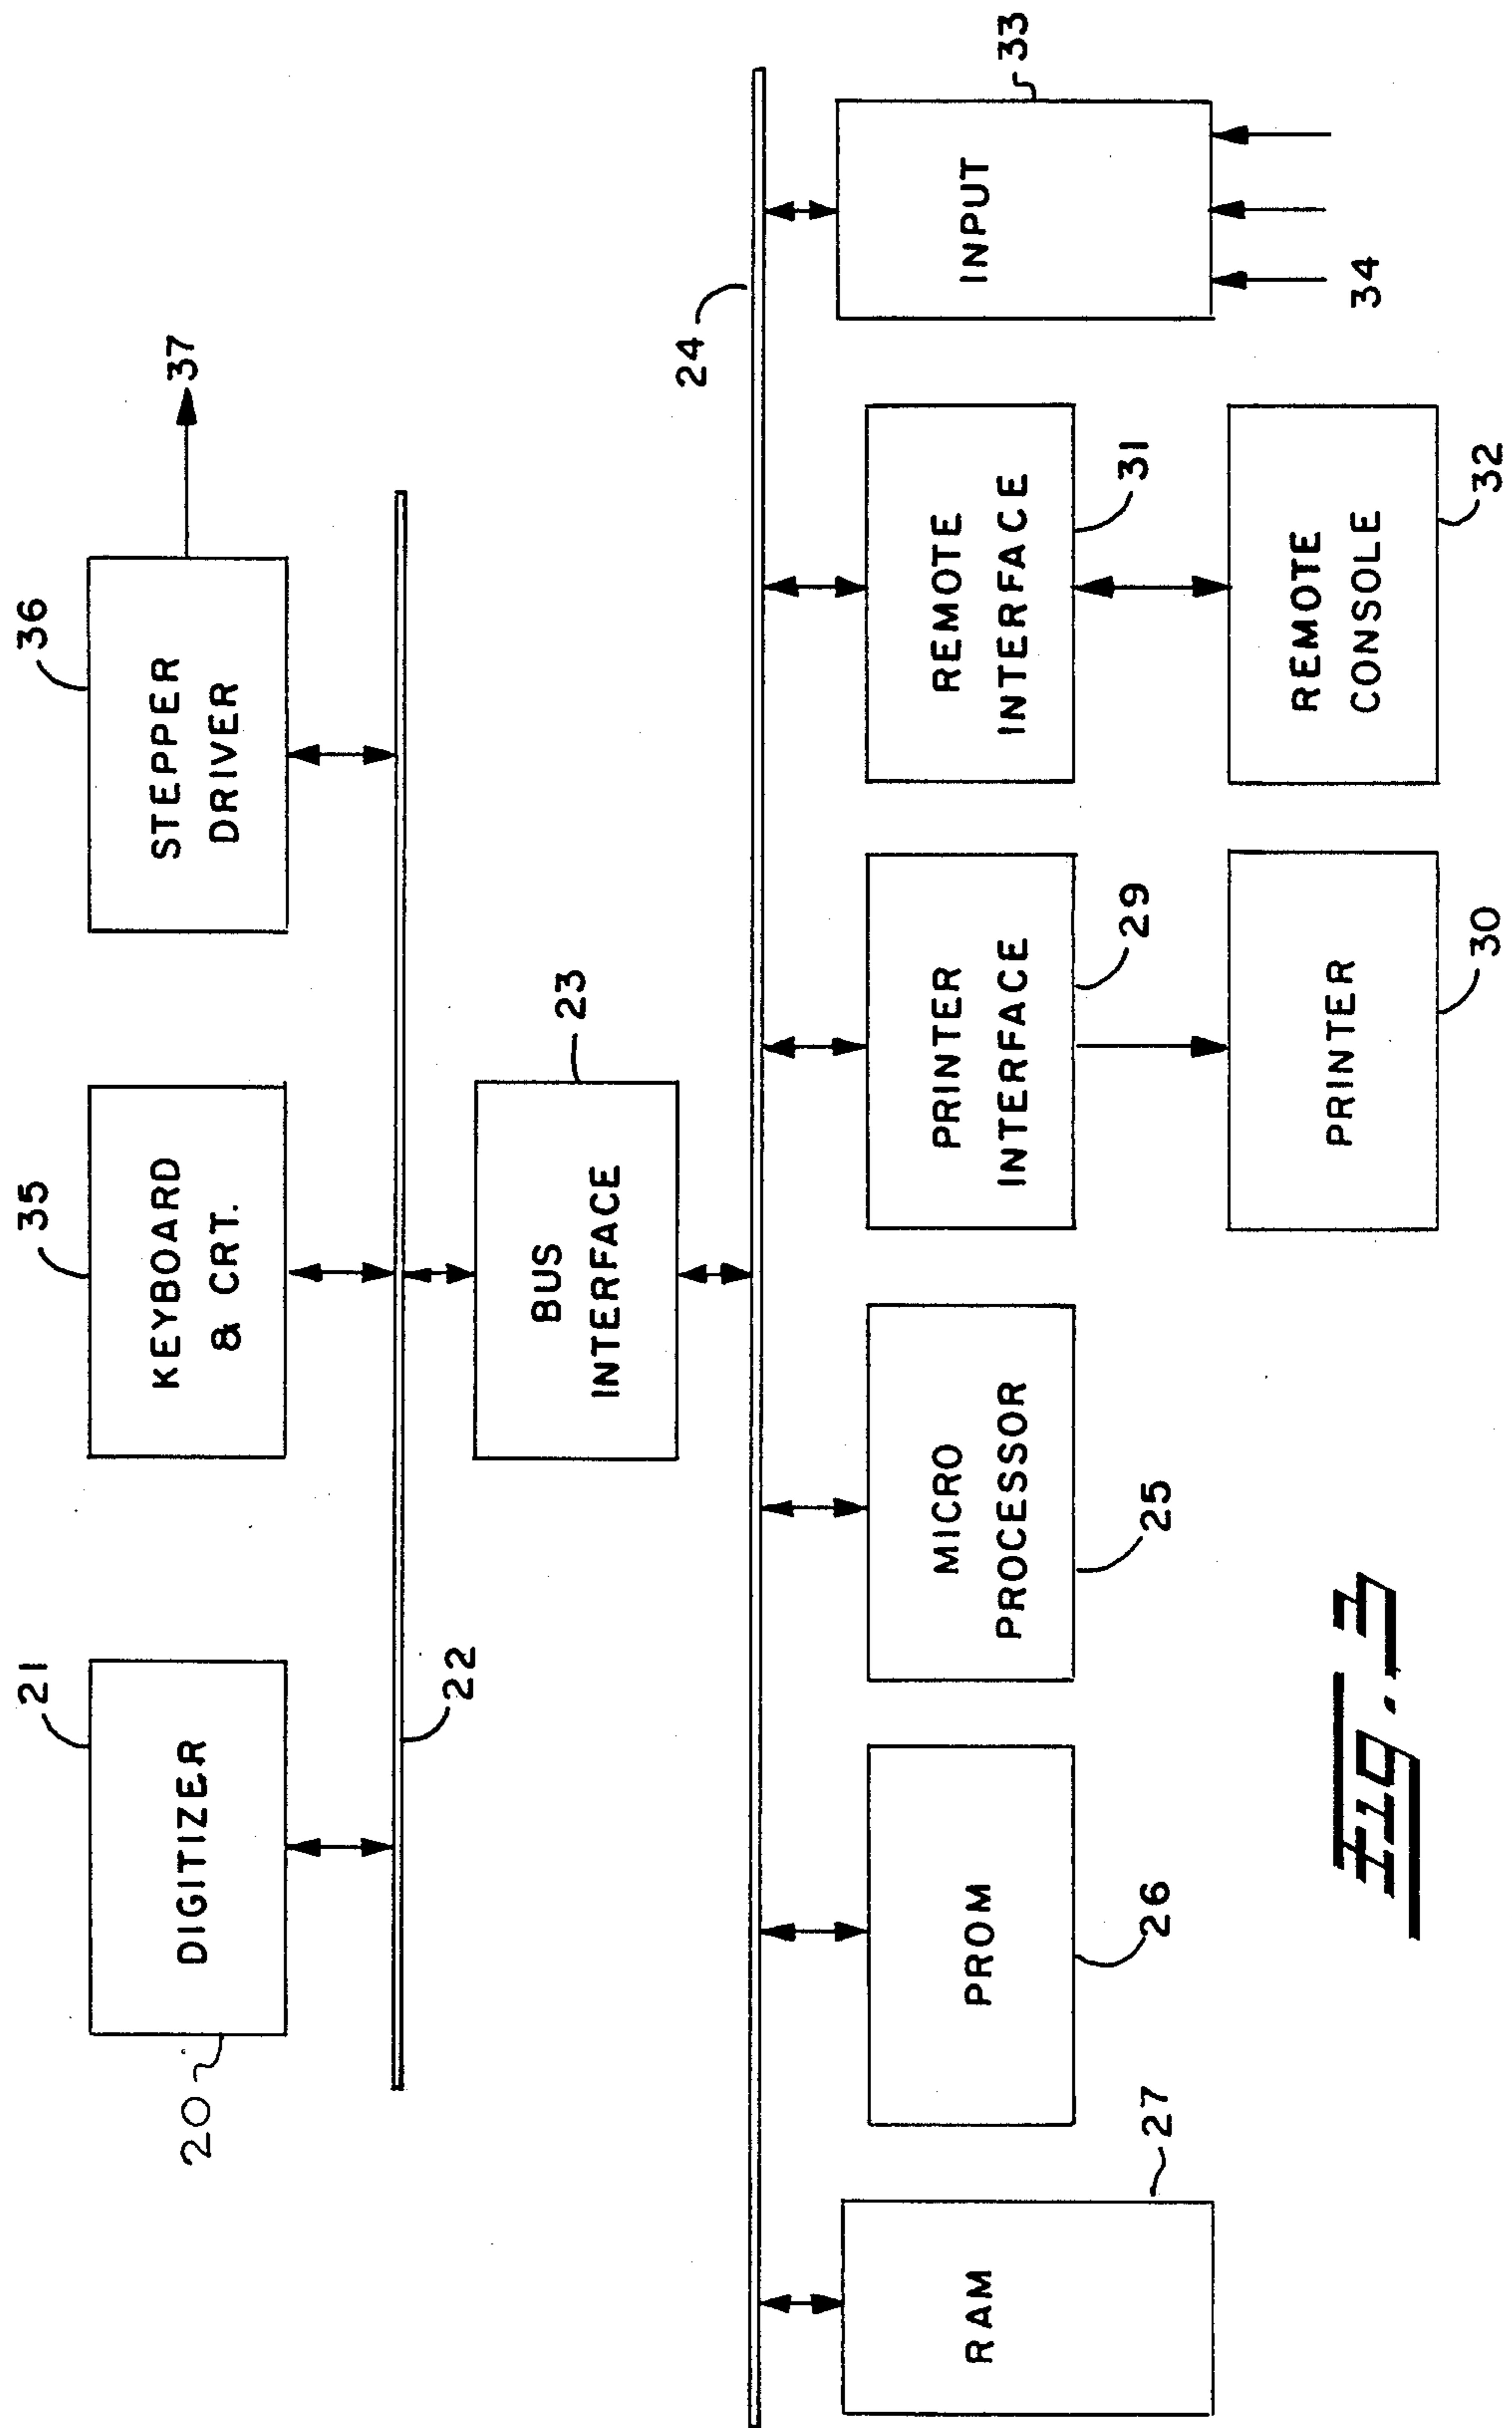 21
35
36
20
DIGITIZER
KEYBOARD
& CRT.
STEPPER
DRIVER
37
22
23
BUS
INTERFACE
24
RAM
PROM
MICRO
PROCESSOR
PRINTER
INTERFACE
REMOTE
INTERFACE
INPUT
33
27
26
25
29
31
PRINTER
REMOTE
CONSOLE
34
30
32
FIG. 3